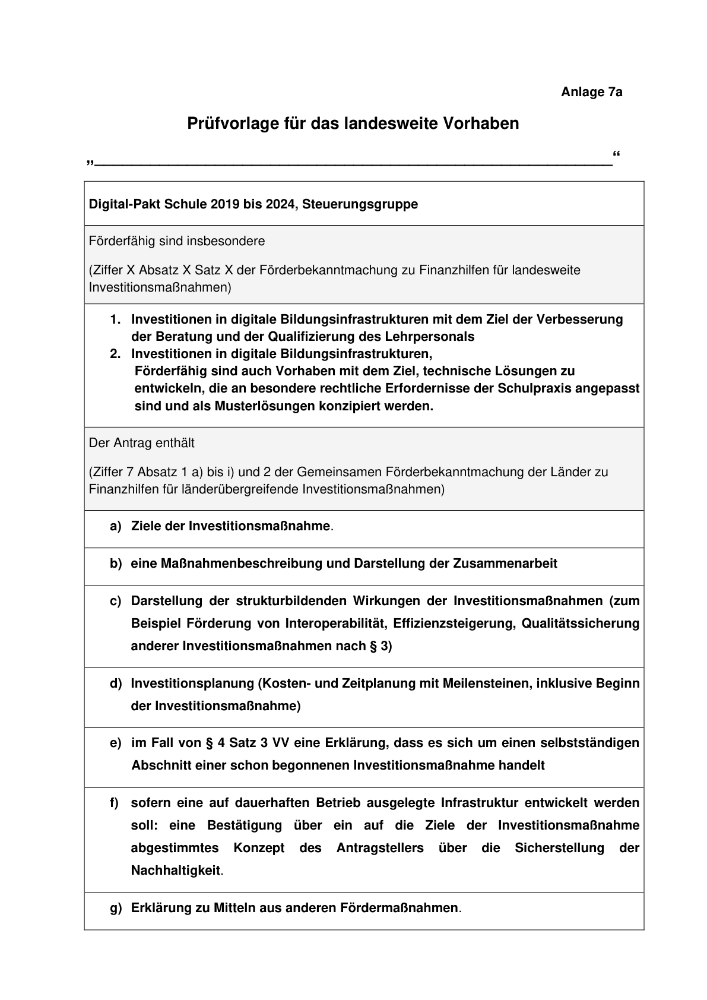 Anlage 7a
Prüfvorlage für das landesweite Vorhaben
„__________________________________________________________“
Digital-Pakt Schule 2019 bis 2024, Steuerungsgruppe
Förderfähig sind insbesondere
(Ziffer X Absatz X Satz X der Förderbekanntmachung zu Finanzhilfen für landesweite
Investitionsmaßnahmen)
1. Investitionen in digitale Bildungsinfrastrukturen mit dem Ziel der Verbesserung
der Beratung und der Qualifizierung des Lehrpersonals
2. Investitionen in digitale Bildungsinfrastrukturen,
Förderfähig sind auch Vorhaben mit dem Ziel, technische Lösungen zu
entwickeln, die an besondere rechtliche Erfordernisse der Schulpraxis angepasst
sind und als Musterlösungen konzipiert werden.
Der Antrag enthält
(Ziffer 7 Absatz 1 a) bis i) und 2 der Gemeinsamen Förderbekanntmachung der Länder zu
Finanzhilfen für länderübergreifende Investitionsmaßnahmen)
a) Ziele der Investitionsmaßnahme.
b) eine Maßnahmenbeschreibung und Darstellung der Zusammenarbeit
c) Darstellung der strukturbildenden Wirkungen der Investitionsmaßnahmen (zum
Beispiel Förderung von Interoperabilität, Effizienzsteigerung, Qualitätssicherung
anderer Investitionsmaßnahmen nach § 3)
d) Investitionsplanung (Kosten- und Zeitplanung mit Meilensteinen, inklusive Beginn
der Investitionsmaßnahme)
e) im Fall von § 4 Satz 3 VV eine Erklärung, dass es sich um einen selbstständigen
Abschnitt einer schon begonnenen Investitionsmaßnahme handelt
f) sofern eine auf dauerhaften Betrieb ausgelegte Infrastruktur entwickelt werden
soll: eine Bestätigung über ein auf die Ziele der Investitionsmaßnahme
abgestimmtes Konzept des Antragstellers über die Sicherstellung der
Nachhaltigkeit.
g) Erklärung zu Mitteln aus anderen Fördermaßnahmen.